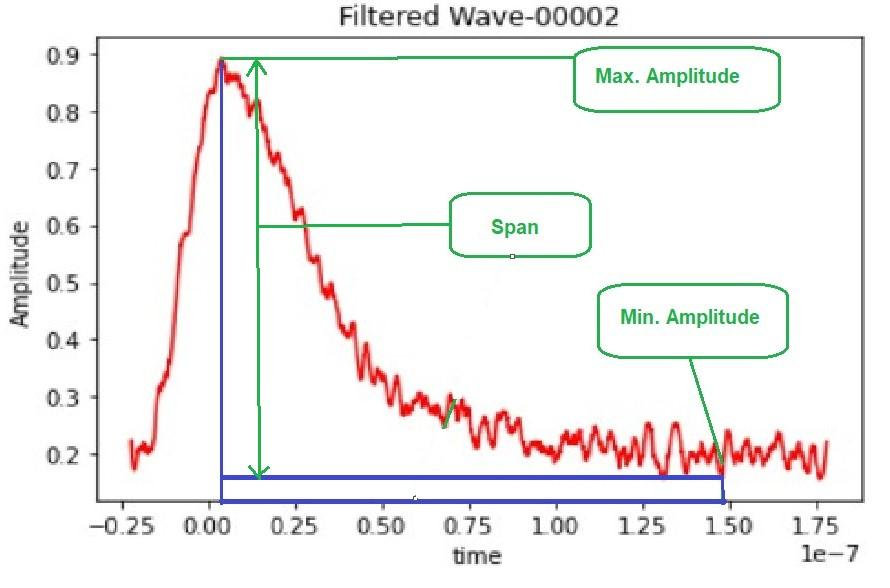 Filtered Wave-00002
0.9
Max. Amplitude
0.8
0.7
0.6
Span
0.5
Min. Amplitude
0.4
0.3
0.2
Amplitude
−0.25 0.00 0.25 0.50 0.75 1.00 1.25 1.50 1.75
time
1e−7